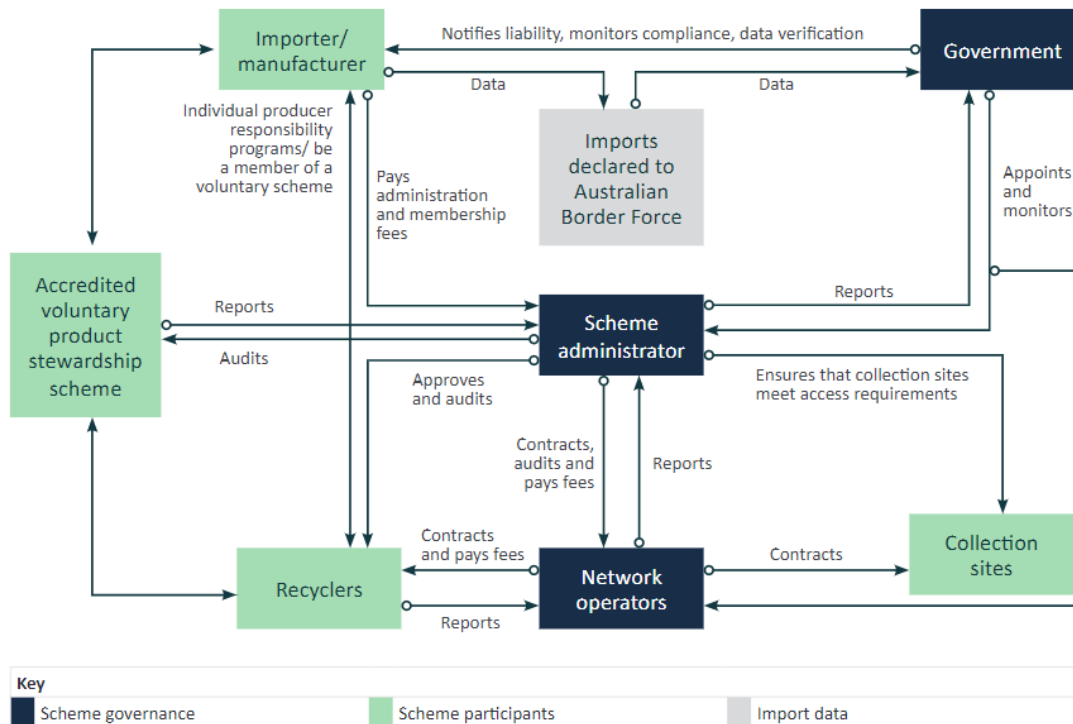 Importer/
manufacturer
Notifies liability, monitors compliance, data verification
Government
Data
Data
Individual producer
responsibility
programs/ be
a member of a
voluntary scheme
Pays
administration
and membership
fees
Imports
declared to
Australian
Border Force
Appoints
and
monitors
Accredited
voluntary
product
stewardship
scheme
Reports
Audits
Scheme
administrator
Reports
Approves
and audits
Ensures that collection sites
meet access requirements
Contracts,
audits and
pays fees
Reports
Contracts
and pays fees
Recyclers
Reports
Network
operators
Contracts
Collection
sites
Key
Scheme governance
Scheme participants
Import data